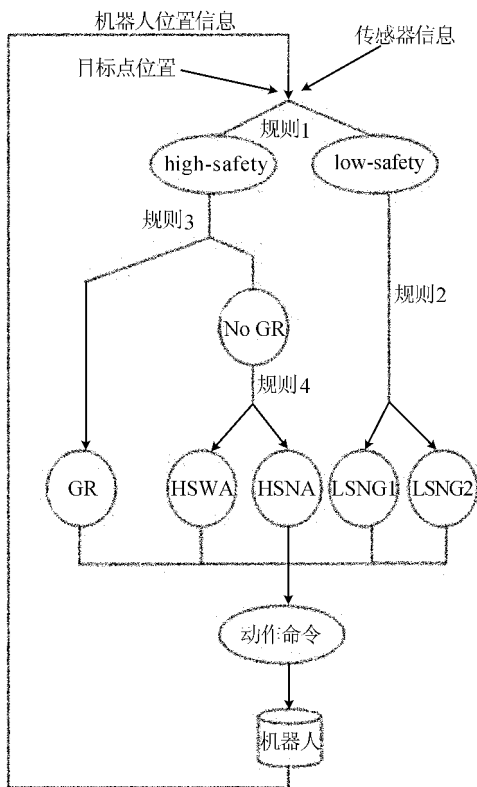 机器人位置信息
传感器信息
目标点位置
规则1
high-safety
low-safety
规则3
规则2
No GR
规则4
GR
HSWA
HSNA
LSNG1
LSNG2
动作命令
机器人